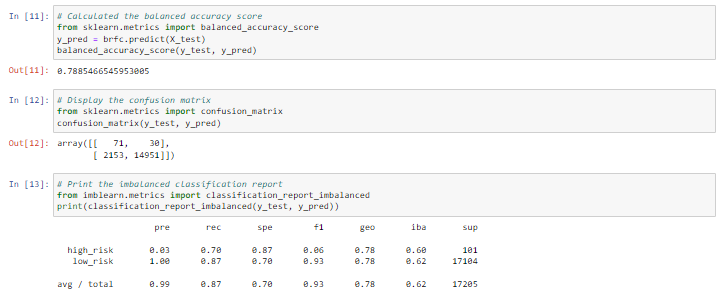 In [11]: # Calculated the balanced accuracy score
from sklearn.metrics import balanced_accuracy_score
y_pred = brfc.predict(X_test)
balanced_accuracy_score(y_test, y_pred)
Out[11]: 0.7885466545953005
In [12]: # Display the confusion matrix
from sklearn.metrics import confusion_matrix
confusion_matrix(y_test, y_pred)
Out[12]: array([[   71,    30],
[ 2153, 14951]])
In [13]: # Print the imbalanced classification report
from imblearn.metrics import classification_report_imbalanced
print(classification_report_imbalanced(y_test, y_pred))
pre rec spe f1 geo iba sup
high_risk 0.03 0.70 0.87 0.06 0.78 0.60 101
low_risk 1.00 0.87 0.70 0.93 0.78 0.62 17104
avg / total 0.99 0.87 0.70 0.93 0.78 0.62 17205